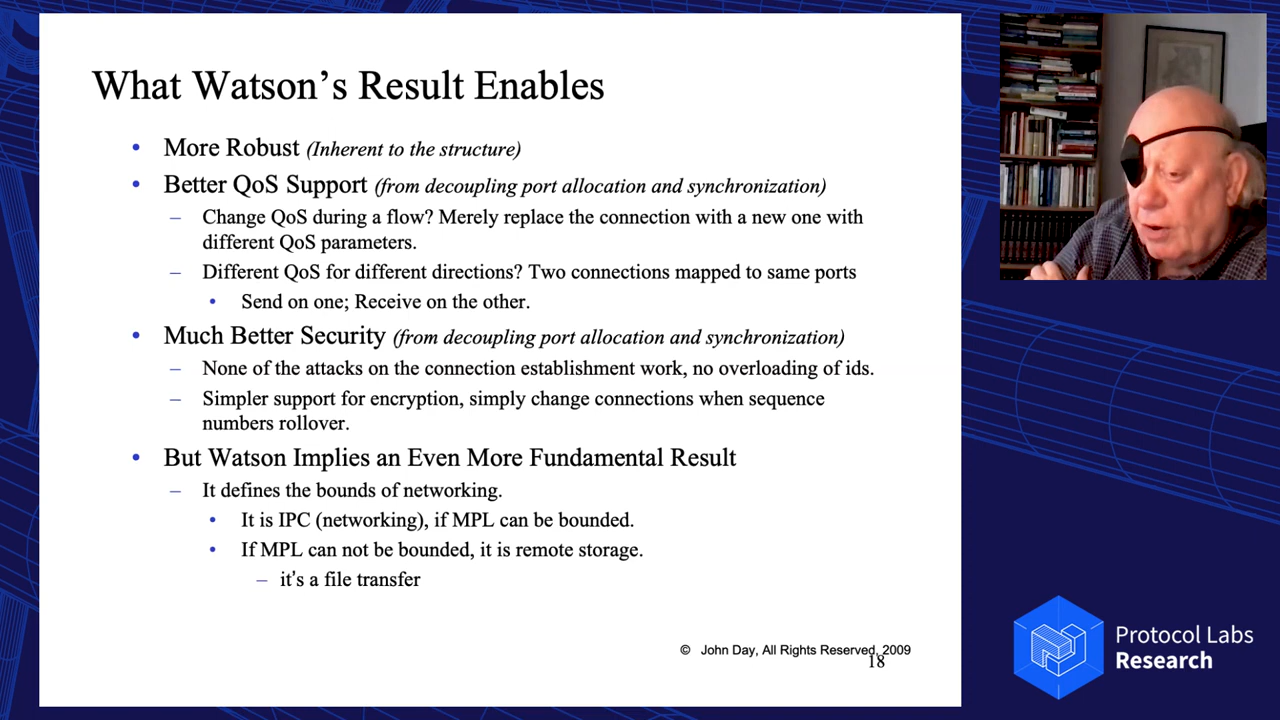 What Watson’s Result Enables
• More Robust (Inherent to the structure)
• Better QoS Support (from decoupling port allocation and synchronization)
– Change QoS during a flow? Merely replace the connection with a new one with
different QoS parameters.
– Different QoS for different directions? Two connections mapped to same ports
• Send on one; Receive on the other.
• Much Better Security (from decoupling port allocation and synchronization)
– None of the attacks on the connection establishment work, no overloading of ids.
– Simpler support for encryption, simply change connections when sequence
numbers rollover.
• But Watson Implies an Even More Fundamental Result
– It defines the bounds of networking.
• It is IPC (networking), if MPL can be bounded.
• If MPL can not be bounded, it is remote storage.
– it’s a file transfer
© John Day, All Rights Reserved, 2009
18
Protocol Labs
Research